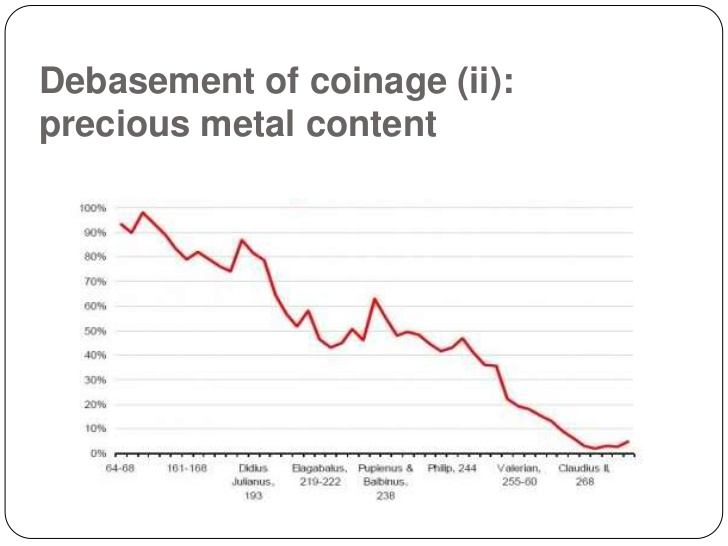 Debasement of coinage (ii):
precious metal content
100%
90%
80%
70%
60%
50%
40%
30%
20%
10%
0%
64-68
161-168
Didius
Julianus,
193
Elagabalus,
219-222
Pupienus &
Balbinus,
238
Philip, 244
Valerian,
255-60
Claudius II,
268